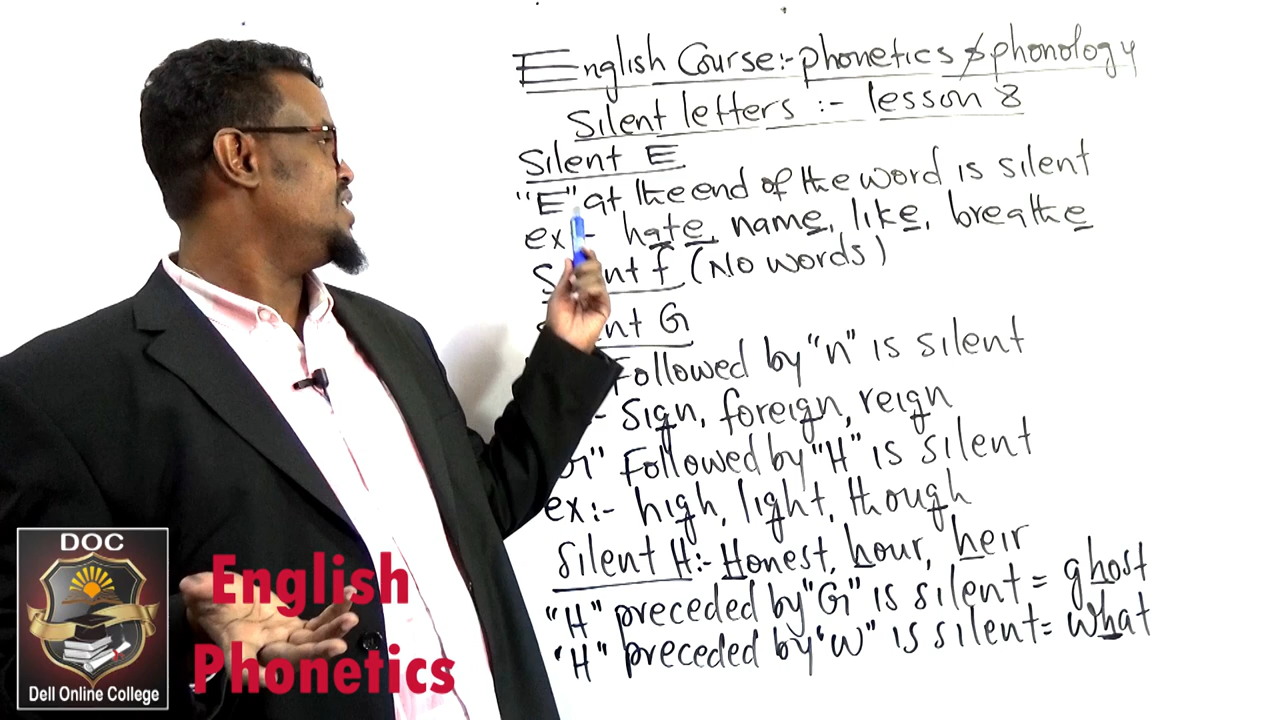 English Course:- phonetics & phonology
Silent letters :- lesson 8
Silent E
"E" at the end of the word is silent
ex - hate, name, like, breathe
Silent f (No words)
Silent G
Followed by "n" is silent
- Sign, foreign, reign
"G" Followed by "H" is silent
ex:- high, light, though
Silent H:- Honest, hour, heir
"H" preceded by "G" is silent = ghost
"H" preceded by "W" is silent = what
DOC
Dell Online College
English
Phonetics